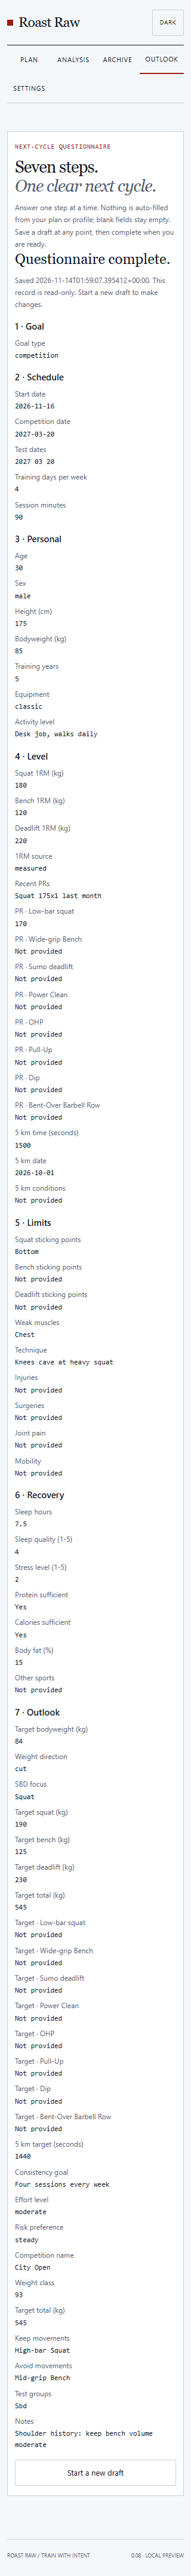 Roast Raw
DARK
PLAN
ANALYSIS
ARCHIVE
OUTLOOK
SETTINGS
NEXT-CYCLE QUESTIONNAIRE
Seven steps.
One clear next cycle.
Answer one step at a time. Nothing is auto-filled
from your plan or profile; blank fields stay empty.
Save a draft at any point, then complete when you
are ready.
Questionnaire complete.
Saved 2026-11-14T01:59:07.395412+00:00. This
record is read-only. Start a new draft to make
changes.
1 · Goal
Goal type
competition
2 · Schedule
Start date
2026-11-16
Competition date
2027-03-20
Test dates
2027 03 20
Training days per week
4
Session minutes
90
3 · Personal
Age
30
Sex
male
Height (cm)
175
Bodyweight (kg)
85
Training years
5
Equipment
classic
Activity level
Desk job, walks daily
4 · Level
Squat 1RM (kg)
180
Bench 1RM (kg)
120
Deadlift 1RM (kg)
220
1RM source
measured
Recent PRs
Squat 175x1 last month
PR · Low-bar squat
170
PR · Wide-grip Bench
Not provided
PR · Sumo deadlift
Not provided
PR · Power Clean
Not provided
PR · OHP
Not provided
PR · Pull-Up
Not provided
PR · Dip
Not provided
PR · Bent-Over Barbell Row
Not provided
5 km time (seconds)
1500
5 km date
2026-10-01
5 km conditions
Not provided
5 · Limits
Squat sticking points
Bottom
Bench sticking points
Not provided
Deadlift sticking points
Not provided
Weak muscles
Chest
Technique
Knees cave at heavy squat
Injuries
Not provided
Surgeries
Not provided
Joint pain
Not provided
Mobility
Not provided
6 · Recovery
Sleep hours
7.5
Sleep quality (1-5)
4
Stress level (1-5)
2
Protein sufficient
Yes
Calories sufficient
Yes
Body fat (%)
15
Other sports
Not provided
7 · Outlook
Target bodyweight (kg)
84
Weight direction
cut
SBD focus
Squat
Target squat (kg)
190
Target bench (kg)
125
Target deadlift (kg)
230
Target total (kg)
545
Target · Low-bar squat
Not provided
Target · Wide-grip Bench
Not provided
Target · Sumo deadlift
Not provided
Target · Power Clean
Not provided
Target · OHP
Not provided
Target · Pull-Up
Not provided
Target · Dip
Not provided
Target · Bent-Over Barbell Row
Not provided
5 km target (seconds)
1440
Consistency goal
Four sessions every week
Effort level
moderate
Risk preference
steady
Competition name
City Open
Weight class
93
Target total (kg)
545
Keep movements
High-bar Squat
Avoid movements
Mid-grip Bench
Test groups
Sbd
Notes
Shoulder history: keep bench volume
moderate
Start a new draft
ROAST RAW / TRAIN WITH INTENT
0.08 · LOCAL PREVIEW